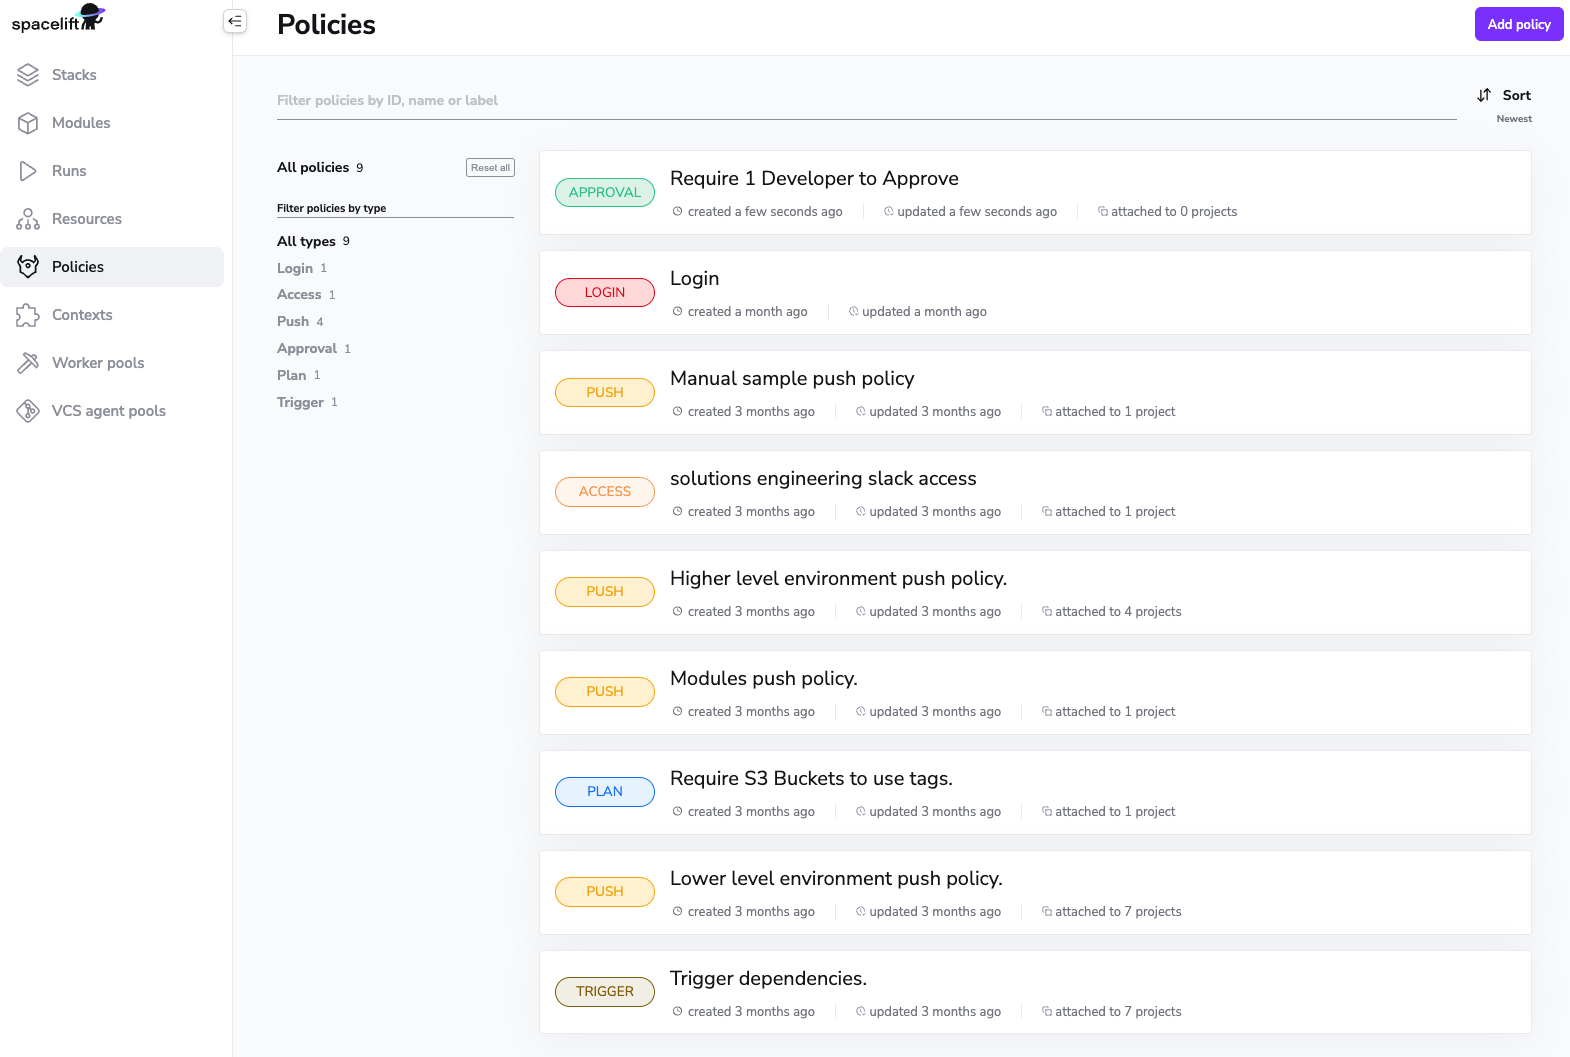 spacelift
Stacks
Modules
Runs
Resources
Policies
Contexts
Worker pools
VCS agent pools
Policies
Add policy
Filter policies by ID, name or label
Sort
Newest
All policies 9
Reset all
Filter policies by type
All types 9
Login 1
Access 1
Push 4
Approval 1
Plan 1
Trigger 1
APPROVAL
Require 1 Developer to Approve
created a few seconds ago updated a few seconds ago attached to 0 projects
LOGIN
Login
created a month ago updated a month ago
PUSH
Manual sample push policy
created 3 months ago updated 3 months ago attached to 1 project
ACCESS
solutions engineering slack access
created 3 months ago updated 3 months ago attached to 1 project
PUSH
Higher level environment push policy.
created 3 months ago updated 3 months ago attached to 4 projects
PUSH
Modules push policy.
created 3 months ago updated 3 months ago attached to 1 project
PLAN
Require S3 Buckets to use tags.
created 3 months ago updated 3 months ago attached to 1 project
PUSH
Lower level environment push policy.
created 3 months ago updated 3 months ago attached to 7 projects
TRIGGER
Trigger dependencies.
created 3 months ago updated 3 months ago attached to 7 projects